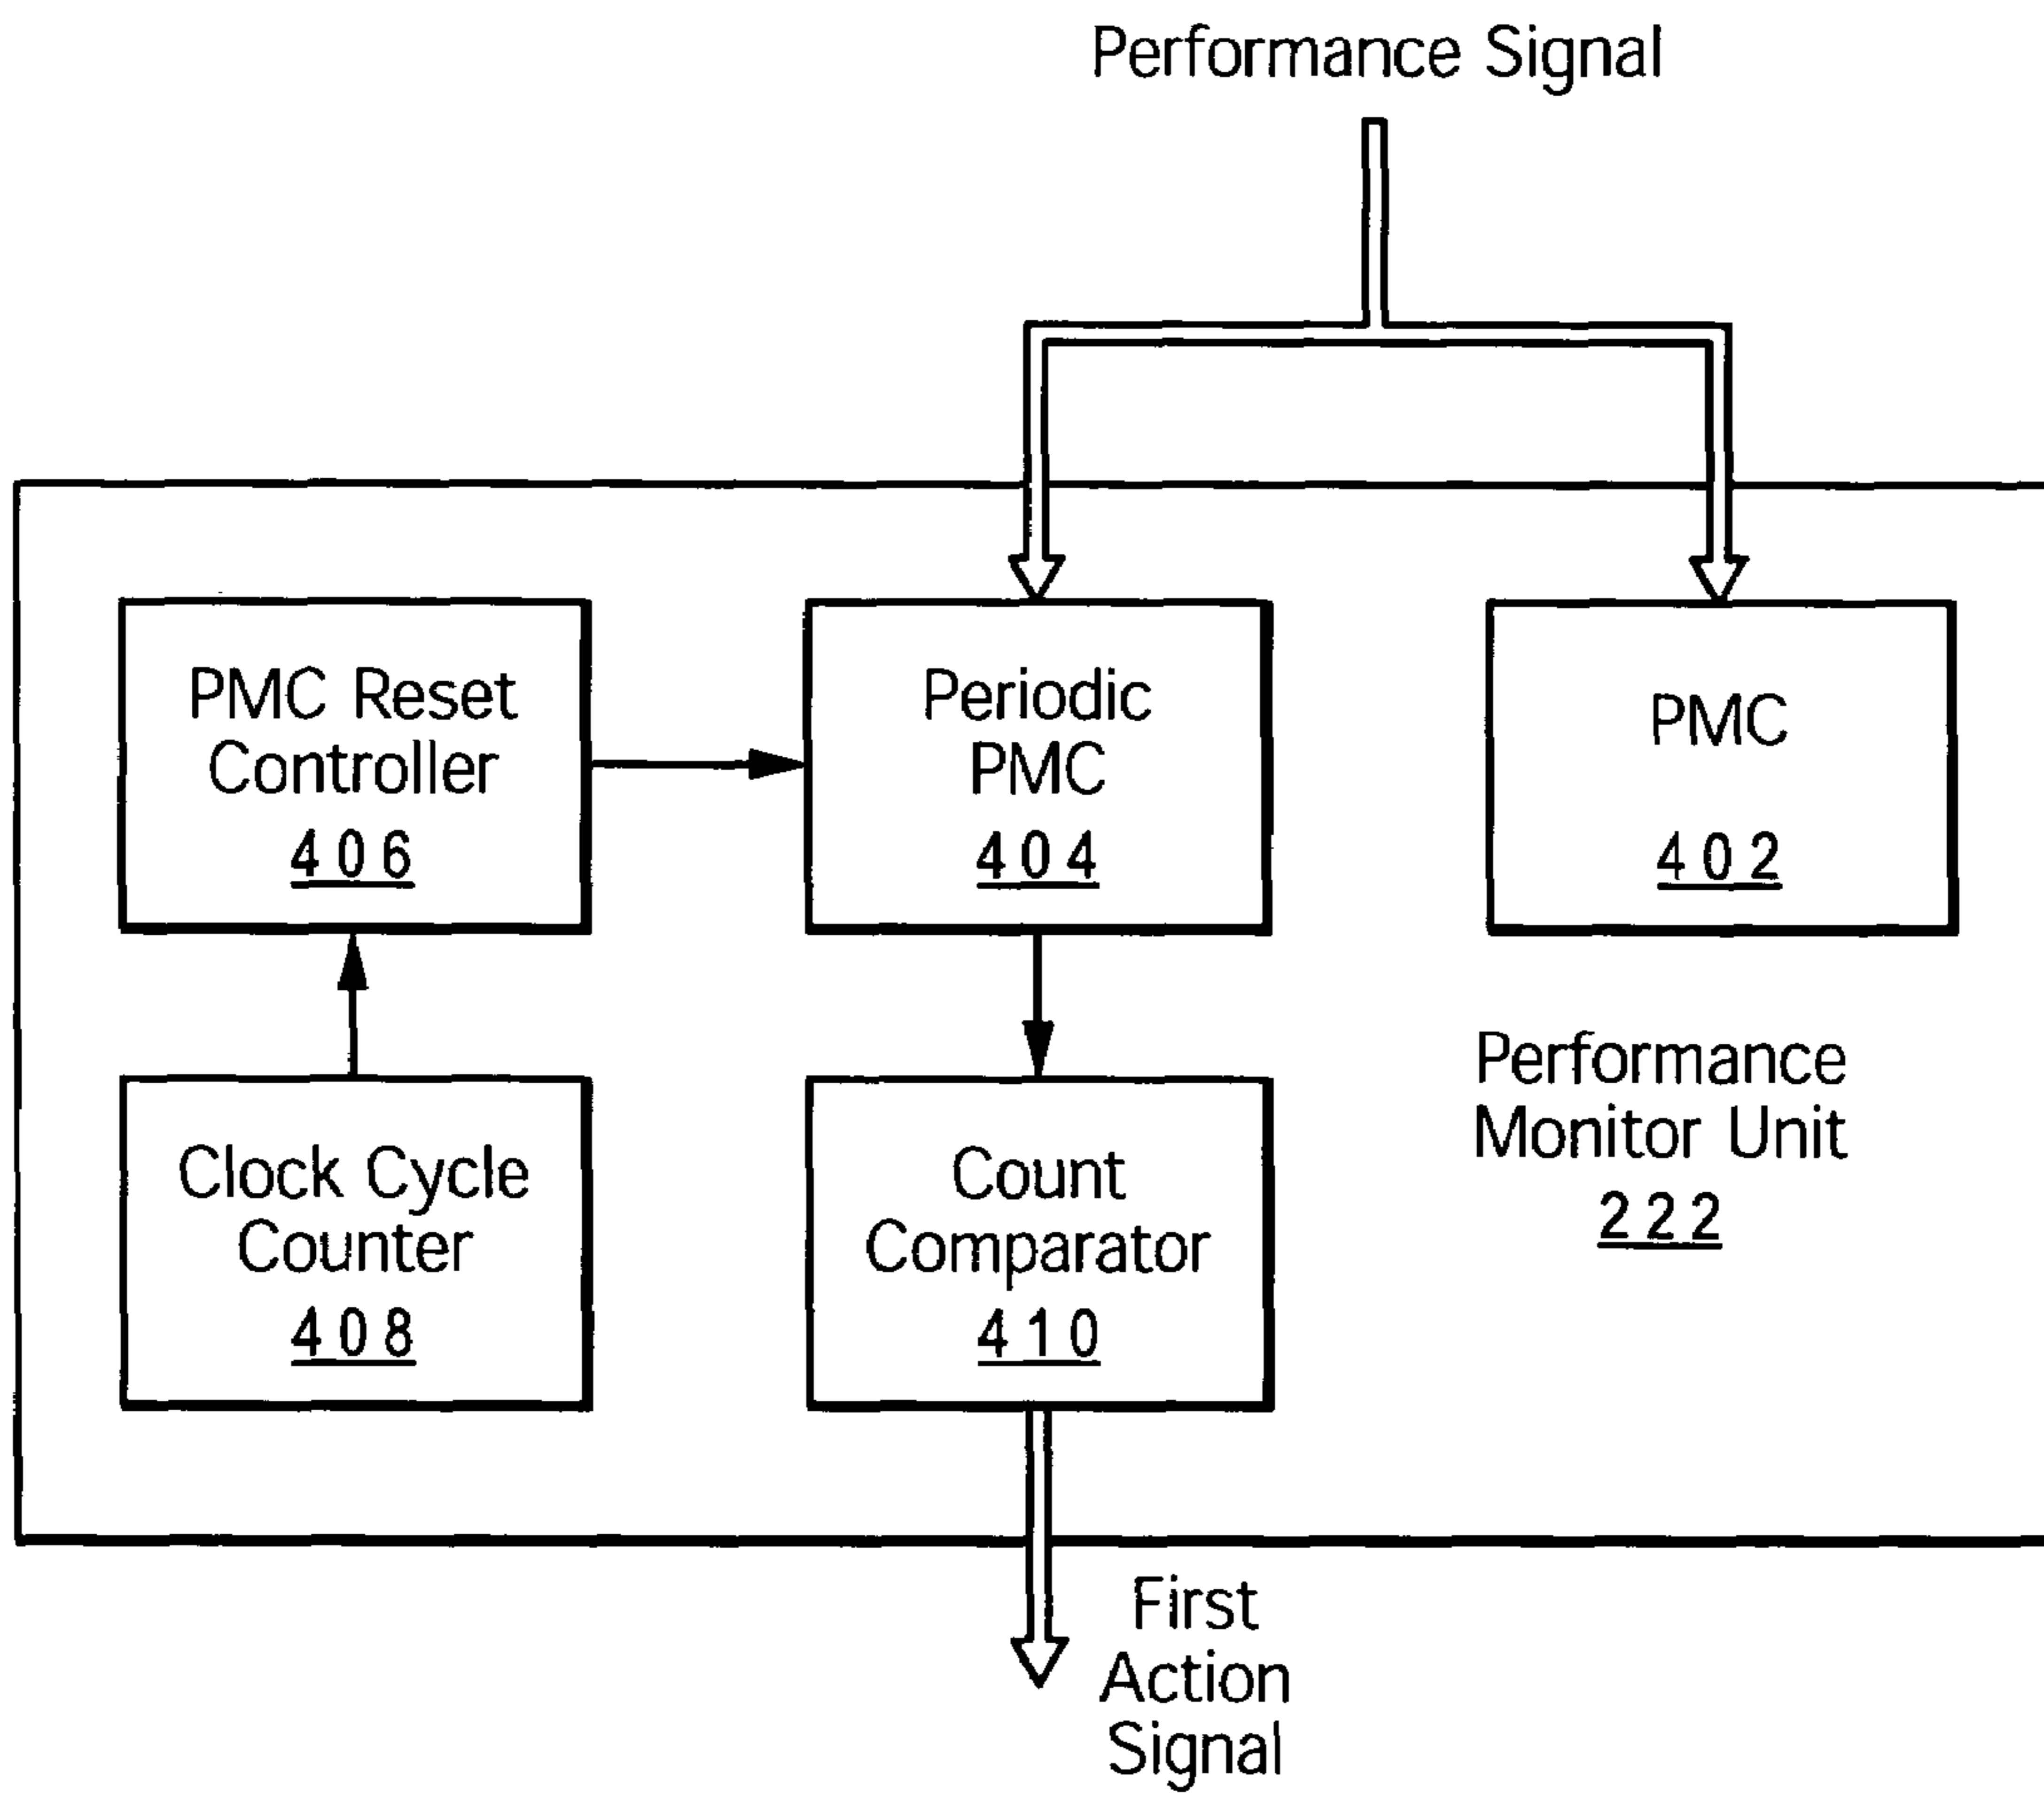 Performance Signal
PMC Reset
Controller
406
Periodic
PMC
404
PMC
402
Clock Cycle
Counter
408
Count
Comparator
410
Performance
Monitor Unit
222
First
Action
Signal